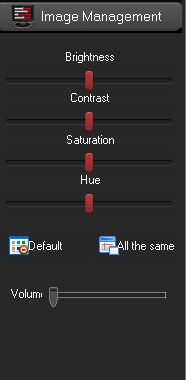 Image Management
Brightness
Contrast
Saturation
Hue
Default All the same
Volum